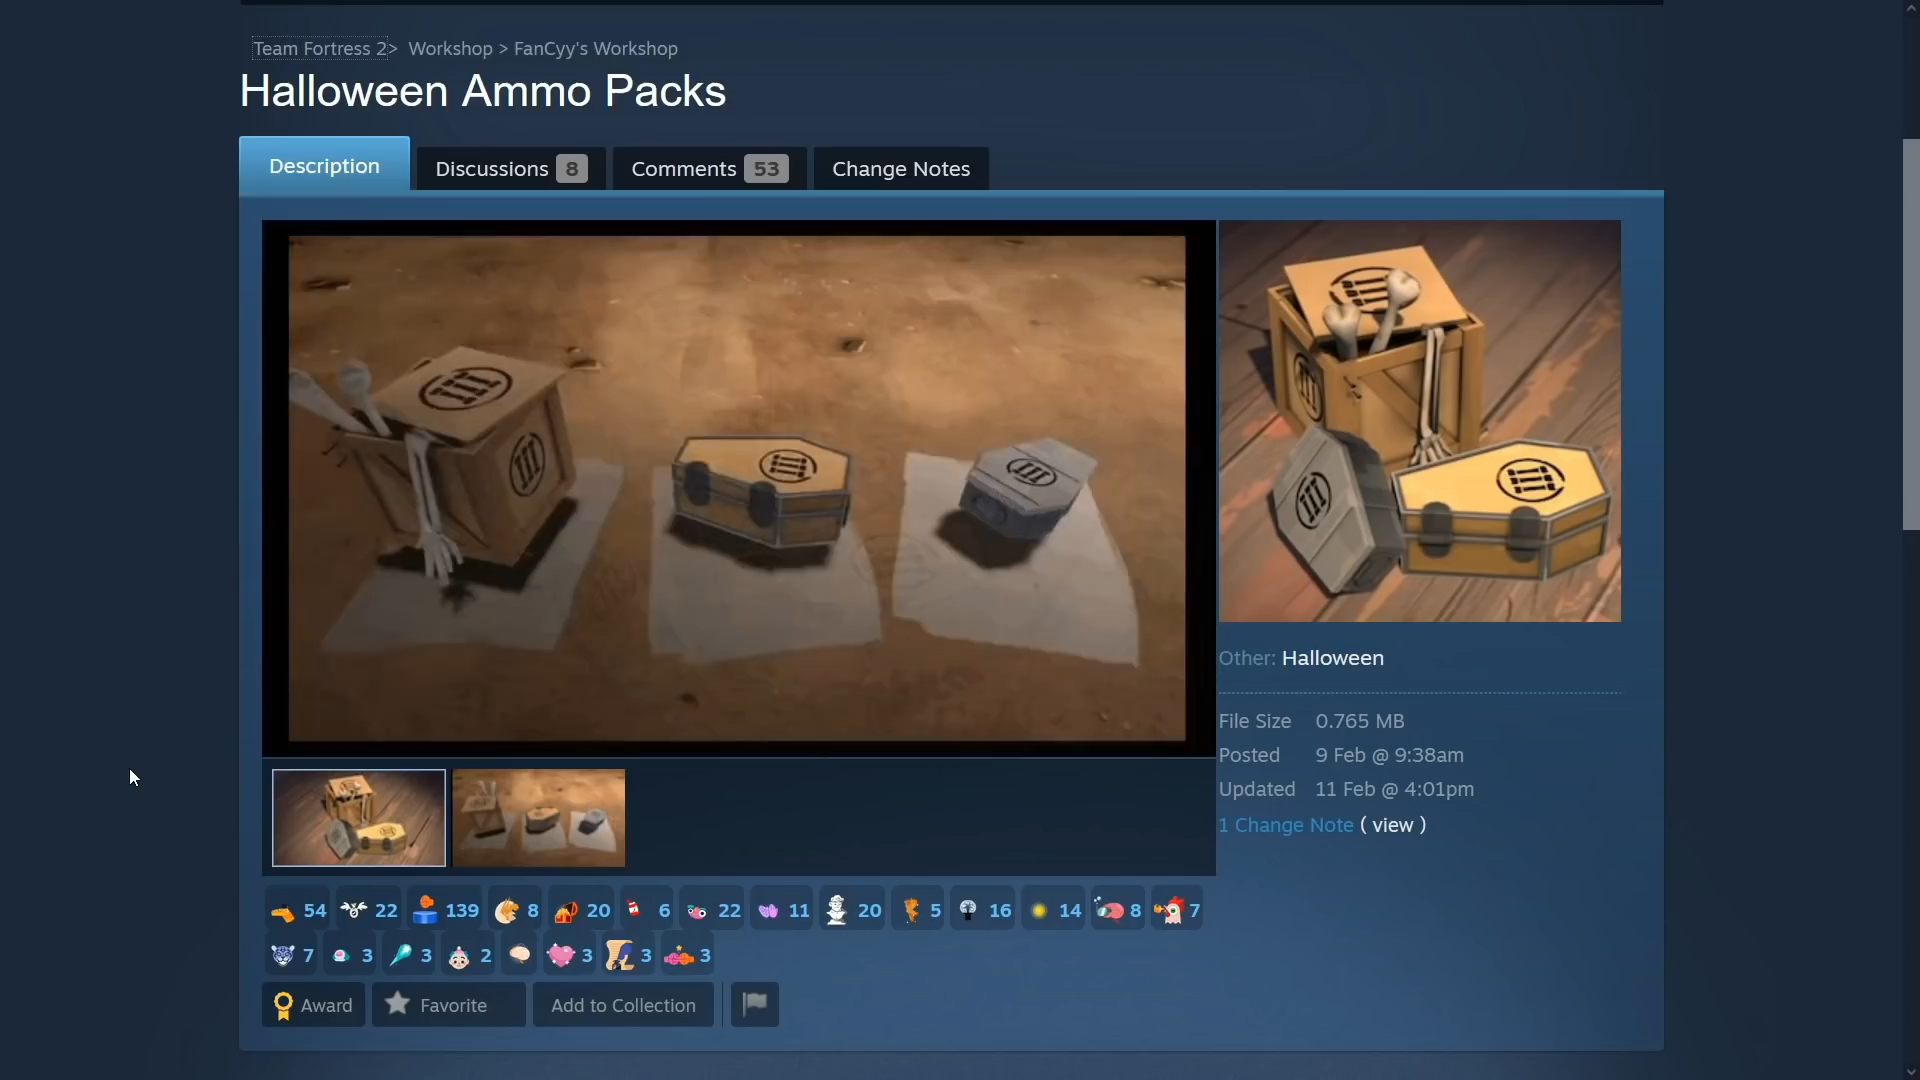 Team Fortress 2> Workshop > FanCyy's Workshop
Halloween Ammo Packs
Description
Discussions 8
Comments 53
Change Notes
Other: Halloween
File Size 0.765 MB
Posted 9 Feb @ 9:38am
Updated 11 Feb @ 4:01pm
1 Change Note ( view )
54 22 139 8 20 6 22 11 20 5 16 14 8 7
7 3 3 2 3 3 3
Award
Favorite
Add to Collection